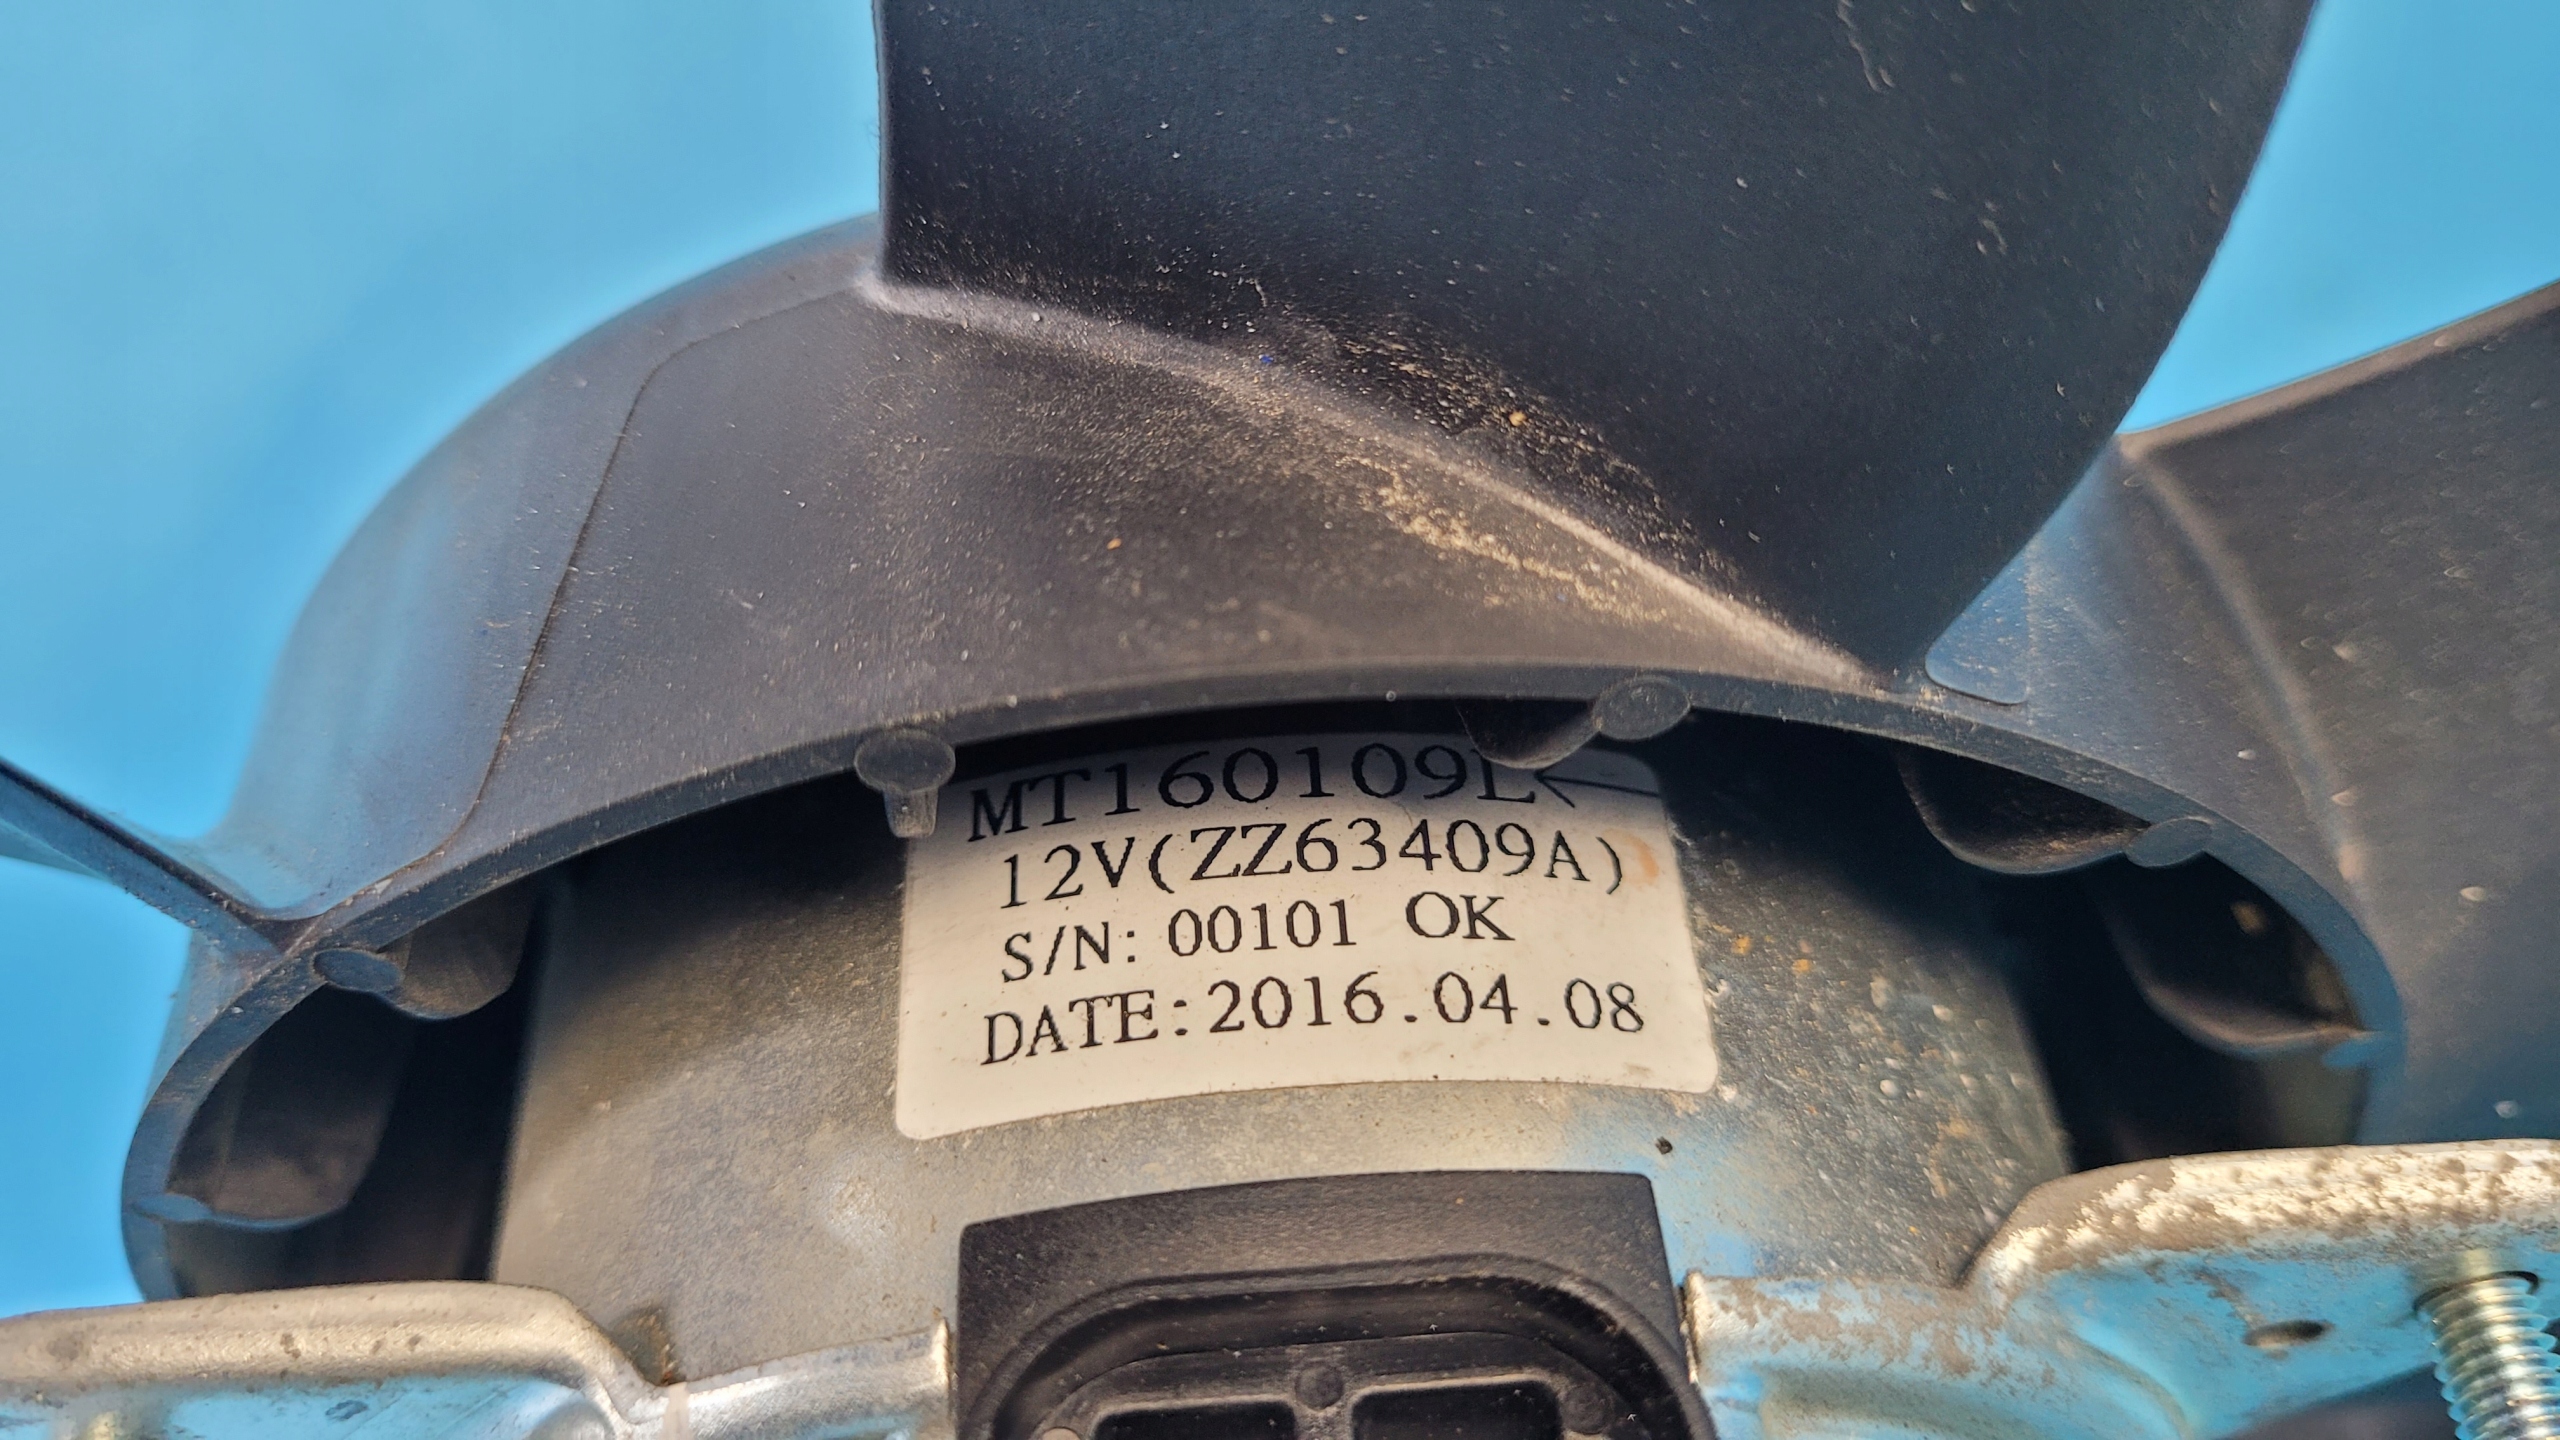 MT160109L←
12V(ZZ63409A)
S/N: 00101 OK
DATE:2016.04.08